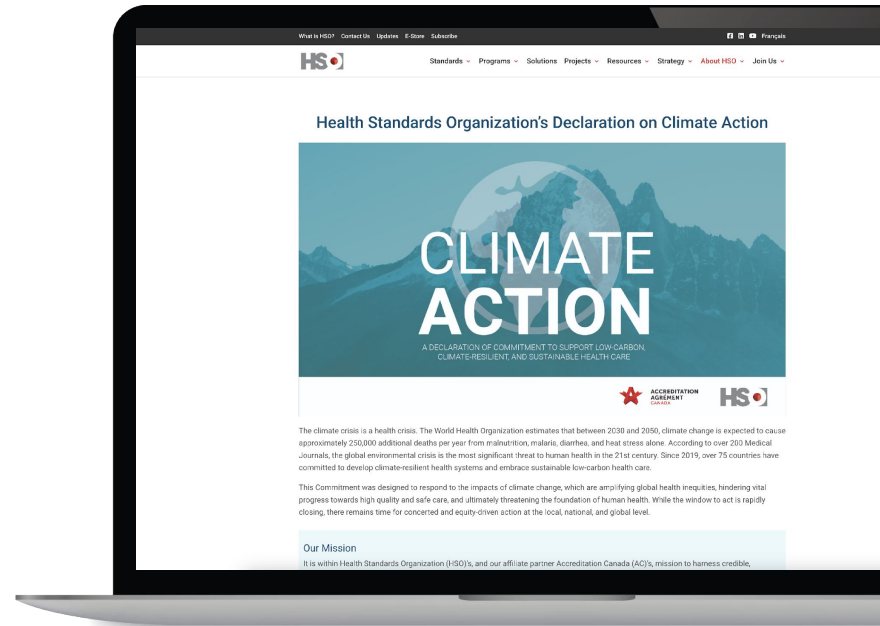 What is HSO? Contact Us Updates E-Store Subscribe Français
HSO
Standards Programs Solutions Projects Resources Strategy About HSO Join Us
Health Standards Organization's Declaration on Climate Action
CLIMATE
ACTION
A DECLARATION OF COMMITMENT TO SUPPORT LOW-CARBON,
CLIMATE-RESILIENT, AND SUSTAINABLE HEALTH CARE
ACCREDITATION
AGRÉMENT
CANADA
HSO
The climate crisis is a health crisis. The World Health Organization estimates that between 2030 and 2050, climate change is expected to cause
approximately 250,000 additional deaths per year from malnutrition, malaria, diarrhea, and heat stress alone. According to over 200 Medical
Journals, the global environmental crisis is the most significant threat to human health in the 21st century. Since 2019, over 75 countries have
committed to develop climate-resilient health systems and embrace sustainable low-carbon health care.
This Commitment was designed to respond to the impacts of climate change, which are amplifying global health inequities, hindering vital
progress towards high quality and safe care, and ultimately threatening the foundation of human health. While the window to act is rapidly
closing, there remains time for concerted and equity-driven action at the local, national, and global level.
Our Mission
It is within Health Standards Organization (HSO)'s, and our affiliate partner Accreditation Canada (AC)'s, mission to harness credible,